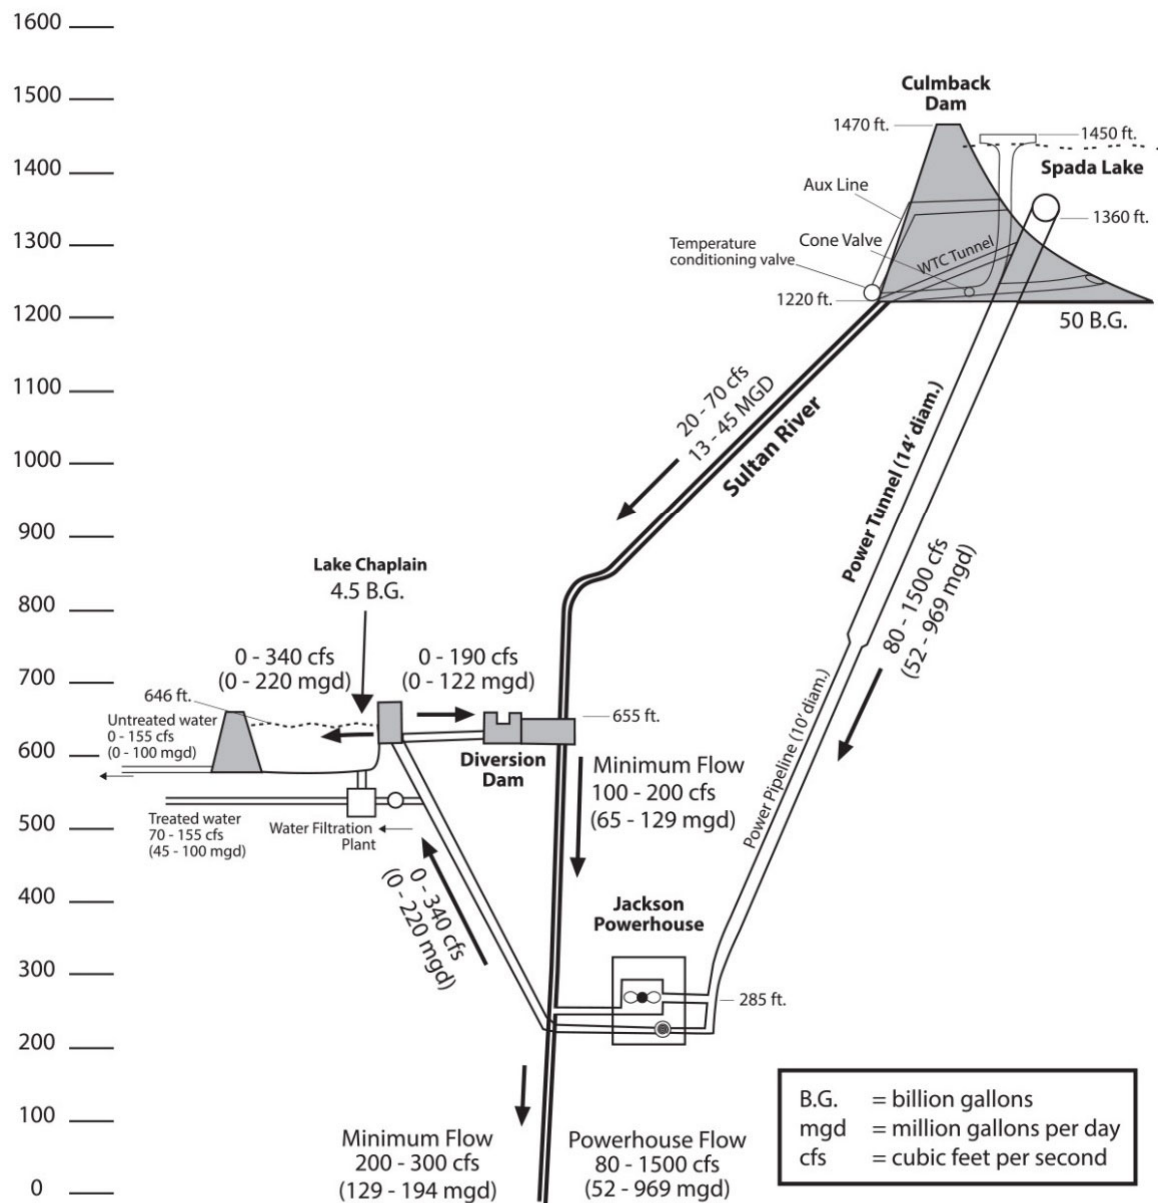 1600
1500
1400
1300
1200
1100
1000
900
800
700
600
500
400
300
200
100
0
Culmback
Dam
1470 ft.
1450 ft.
Spada Lake
Aux Line
1360 ft.
Temperature
conditioning valve
Cone Valve
WTC Tunnel
1220 ft.
50 B.G.
20 - 70 cfs
13 - 45 MGD
Sultan River
Power Tunnel (14' diam.)
80 - 1500 cfs
(52 - 969 mgd)
Power Pipeline (10' diam.)
Lake Chaplain
4.5 B.G.
0 - 340 cfs
(0 - 220 mgd)
0 - 190 cfs
(0 - 122 mgd)
646 ft.
Untreated water
0 - 155 cfs
(0 - 100 mgd)
655 ft.
Diversion
Dam
Minimum Flow
100 - 200 cfs
(65 - 129 mgd)
Treated water
70 - 155 cfs
(45 - 100 mgd)
Water Filtration
Plant
0 - 340 cfs
(0 - 220 mgd)
Jackson
Powerhouse
285 ft.
Minimum Flow
200 - 300 cfs
(129 - 194 mgd)
Powerhouse Flow
80 - 1500 cfs
(52 - 969 mgd)
B.G. = billion gallons
mgd = million gallons per day
cfs = cubic feet per second